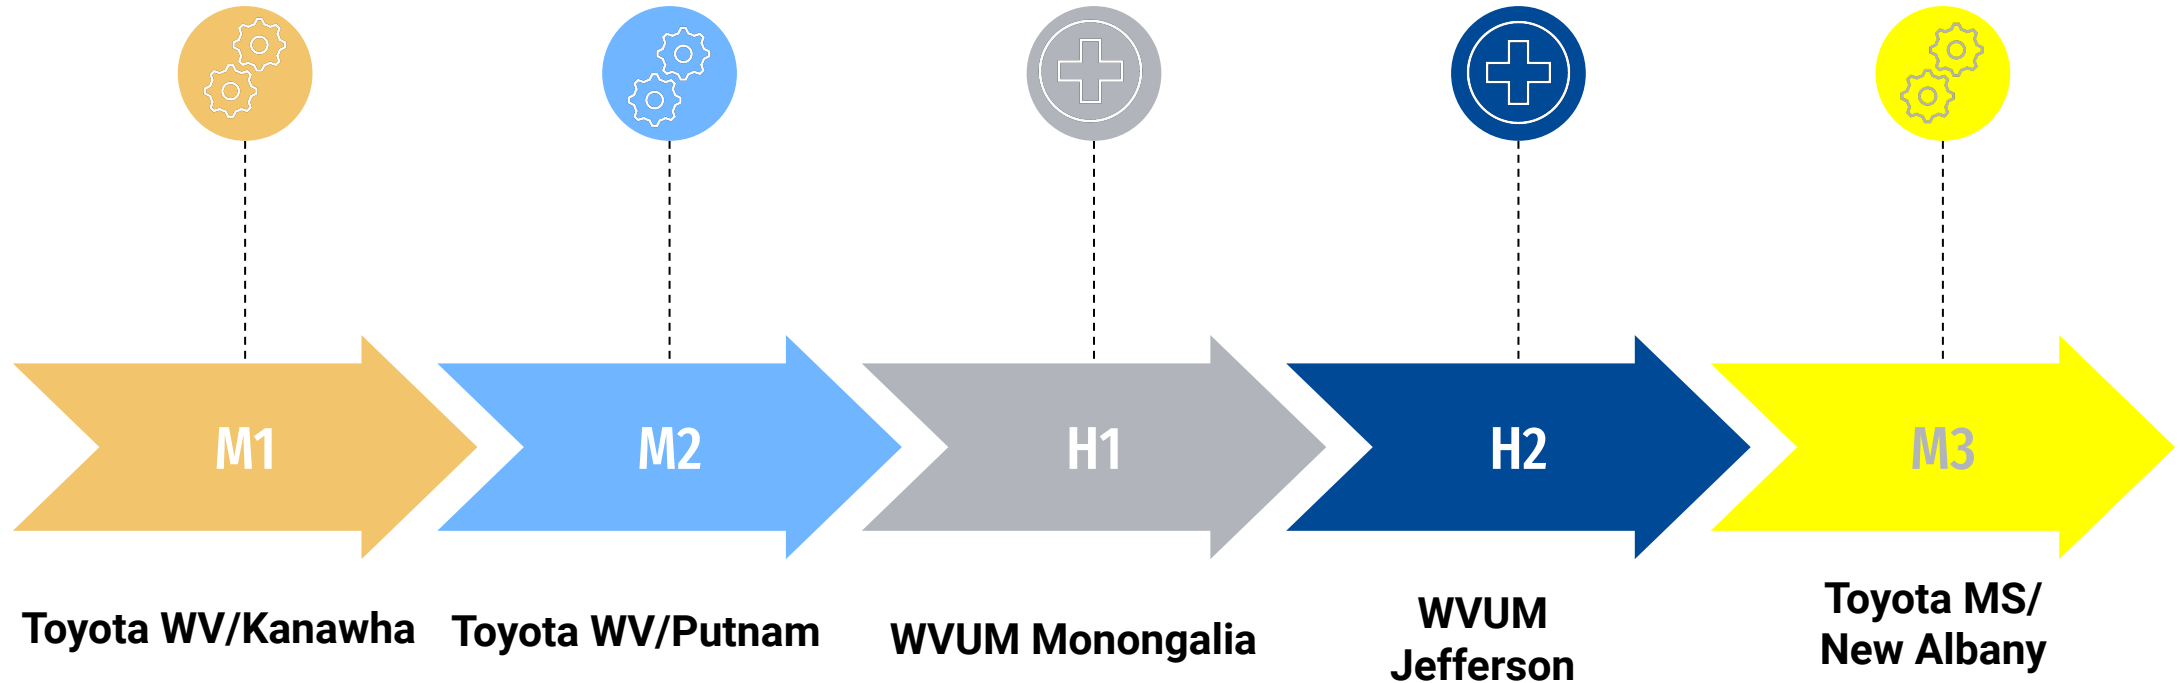 M1
M2
H1
H2
M3
Toyota WV/Kanawha
Toyota WV/Putnam
WVUM Monongalia
WVUM
Jefferson
Toyota MS/
New Albany